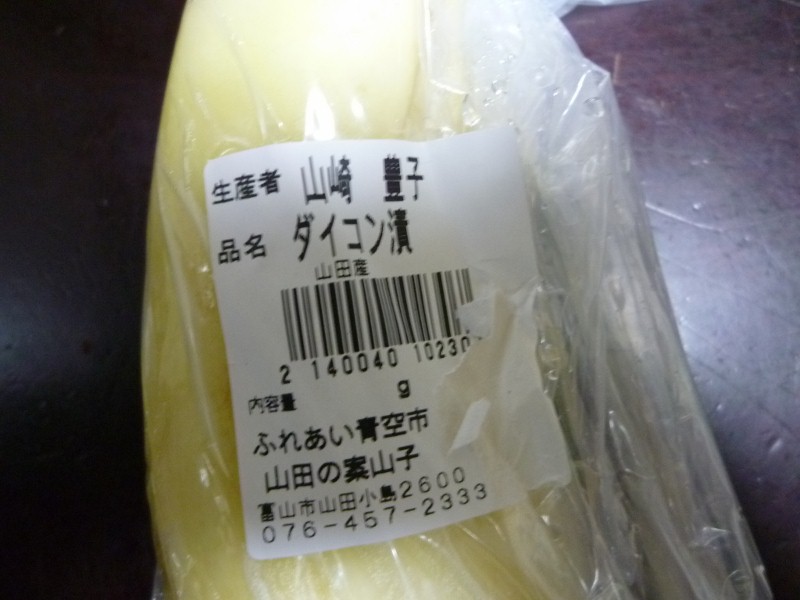 生産者 山崎 豊子
品名 ダイコン漬
山田産
2 140040 10230
内容量 g
ふれあい青空市
山田の案山子
富山市山田小島2600
076-457-2333